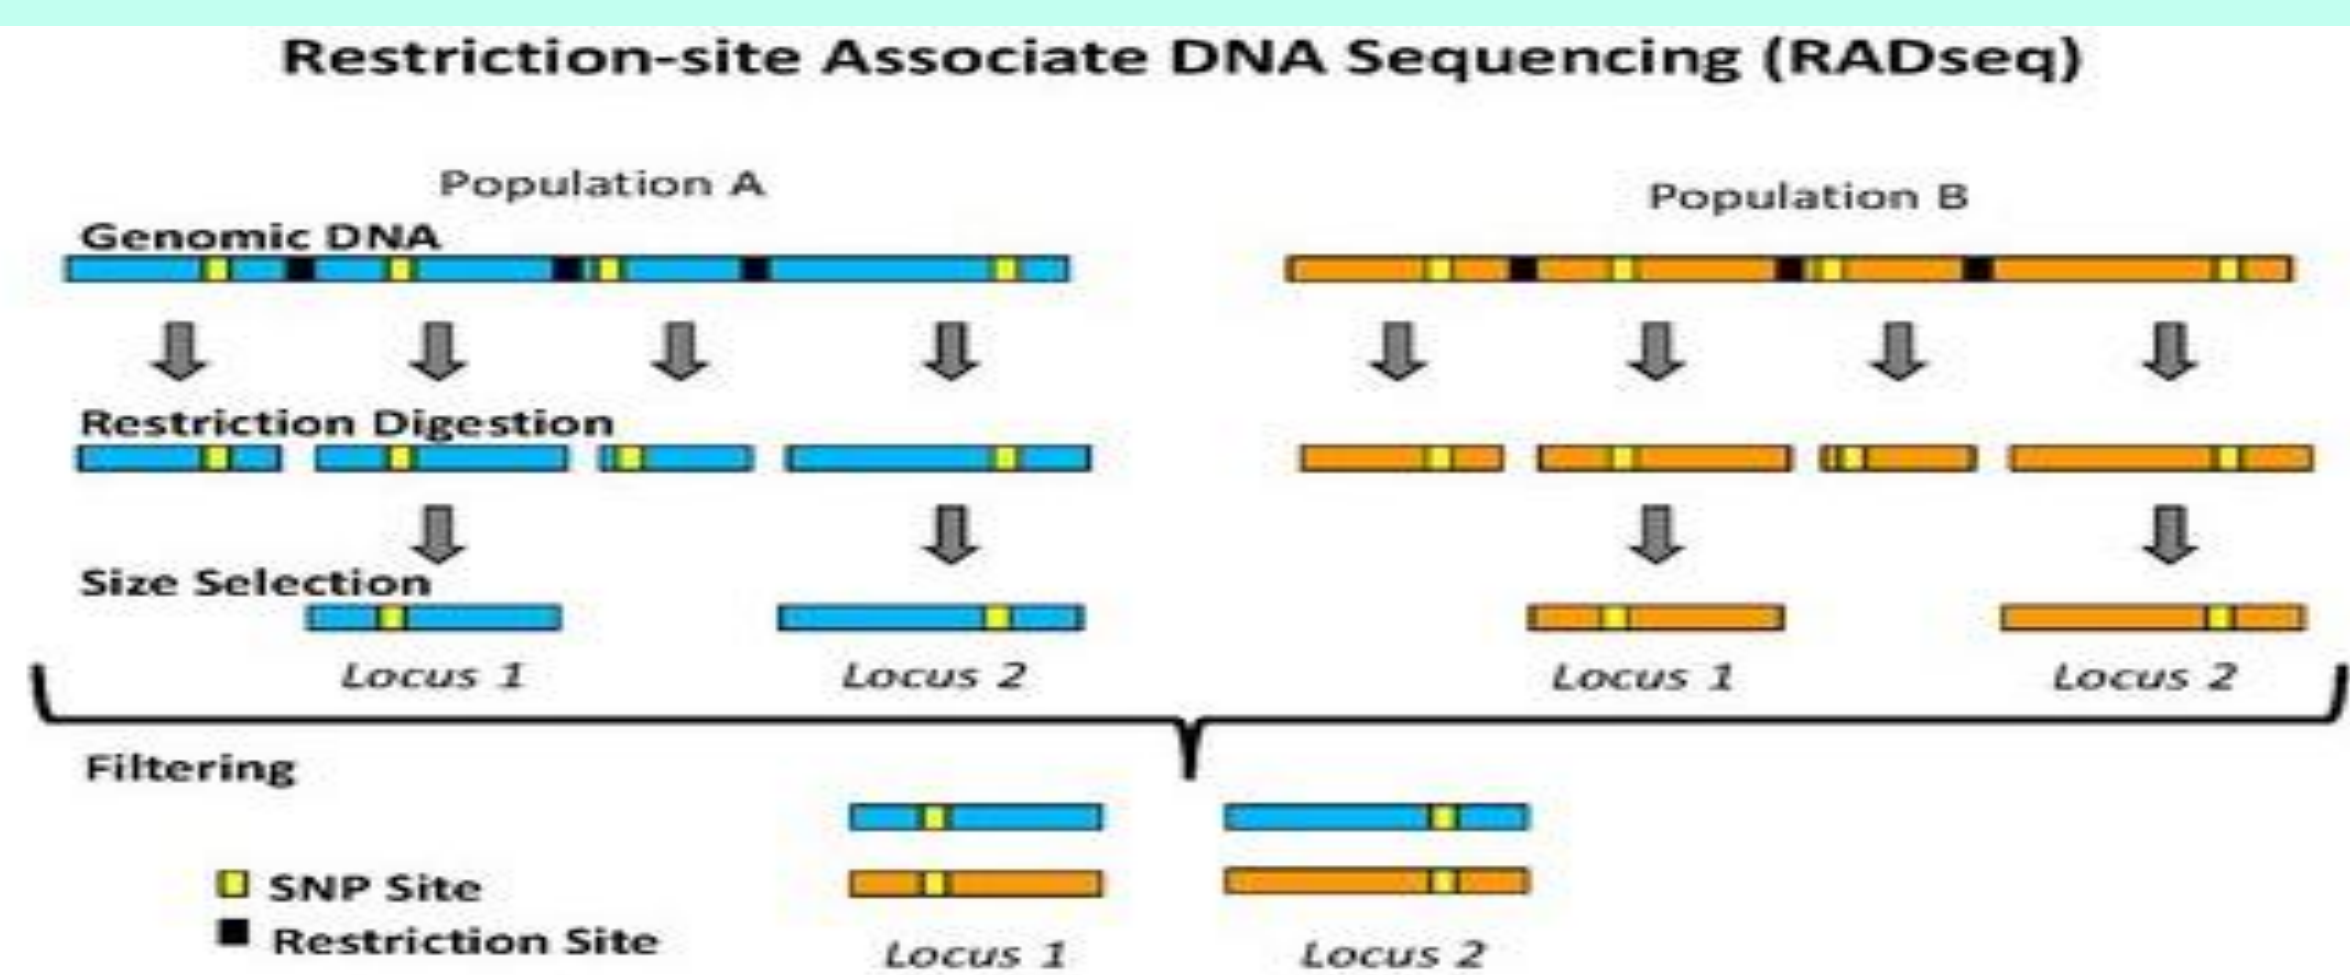 Restriction-site Associate DNA Sequencing (RADseq)
Population A
Population B
Genomic DNA
Restriction Digestion
Size Selection
Locus 1
Locus 2
Locus 1
Locus 2
Filtering
SNP Site
Restriction Site
Locus 1
Locus 2